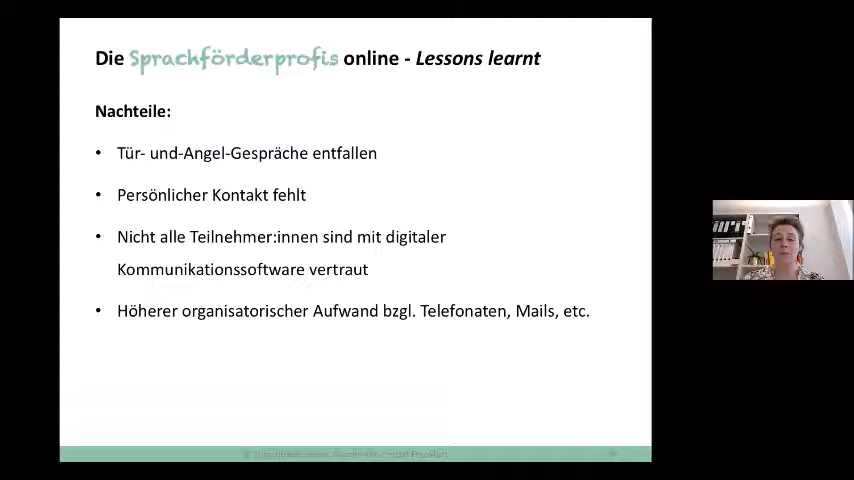 Die Sprachförderprofis online - Lessons learnt
Nachteile:
• Tür- und-Angel-Gespräche entfallen
• Persönlicher Kontakt fehlt
• Nicht alle Teilnehmer:innen sind mit digitaler
Kommunikationssoftware vertraut
• Höherer organisatorischer Aufwand bzgl. Telefonaten, Mails, etc.